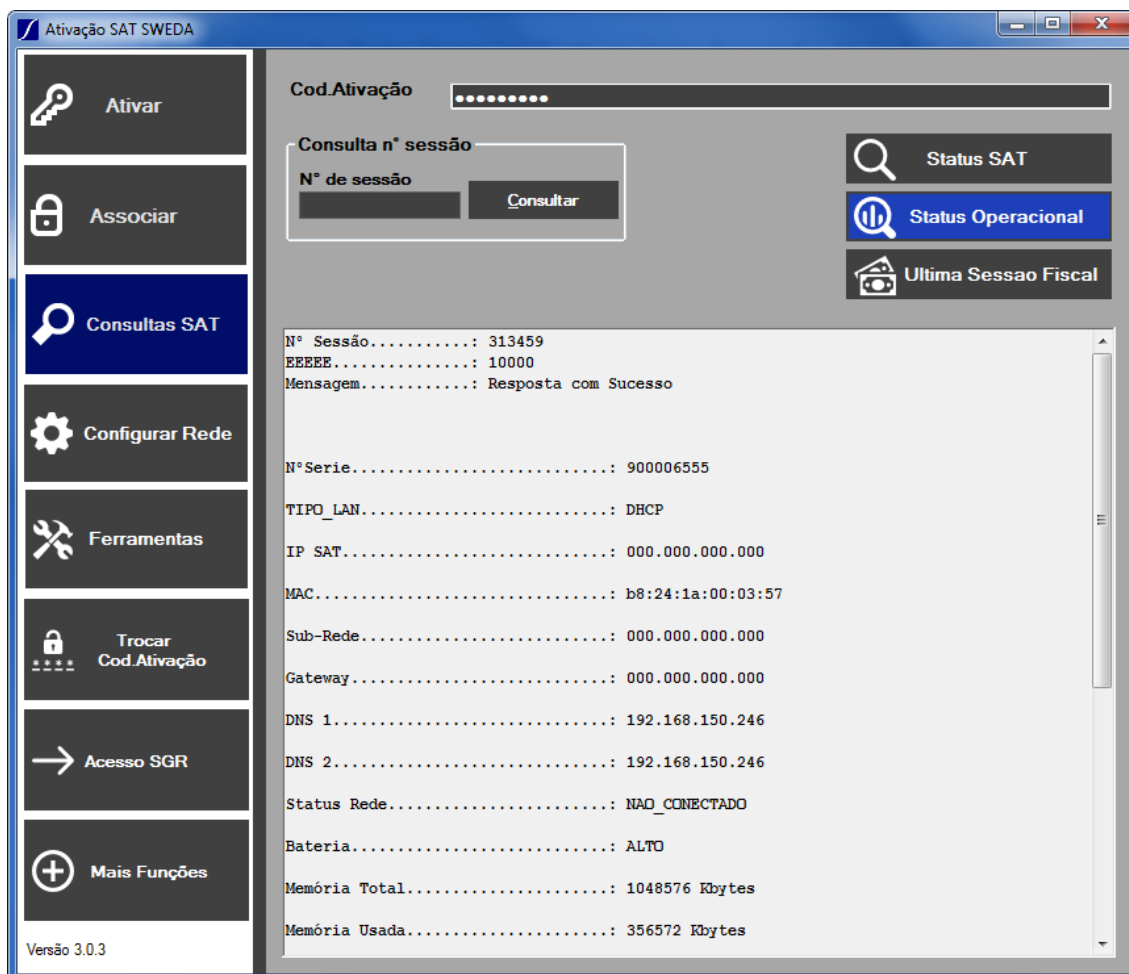 Ativação SAT SWEDA
Ativar
Associar
Consultas SAT
Configurar Rede
Ferramentas
Trocar
Cod.Ativação
Acesso SGR
Mais Funções
Versão 3.0.3
Cod.Ativação
•••••••••
Consulta n° sessão
N° de sessão
Consultar
Status SAT
Status Operacional
Ultima Sessao Fiscal
N° Sessão...........: 313459
EEEEE...............: 10000
Mensagem............: Resposta com Sucesso
N°Serie............................: 900006555
TIPO_LAN...........................: DHCP
IP SAT.............................: 000.000.000.000
MAC................................: b8:24:1a:00:03:57
Sub-Rede...........................: 000.000.000.000
Gateway............................: 000.000.000.000
DNS 1..............................: 192.168.150.246
DNS 2..............................: 192.168.150.246
Status Rede........................: NAO_CONECTADO
Bateria............................: ALTO
Memória Total......................: 1048576 Kbytes
Memória Usada......................: 356572 Kbytes